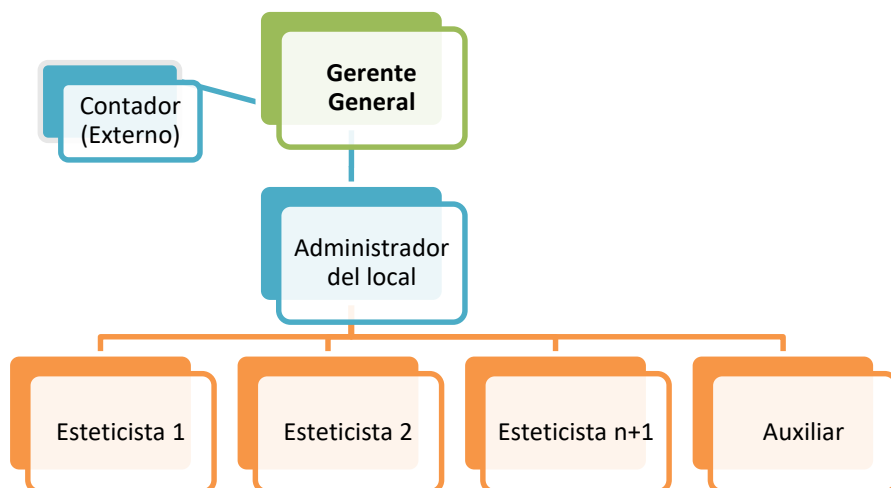 Gerente
General
Contador
(Externo)
Administrador
del local
Esteticista 1
Esteticista 2
Esteticista n+1
Auxiliar